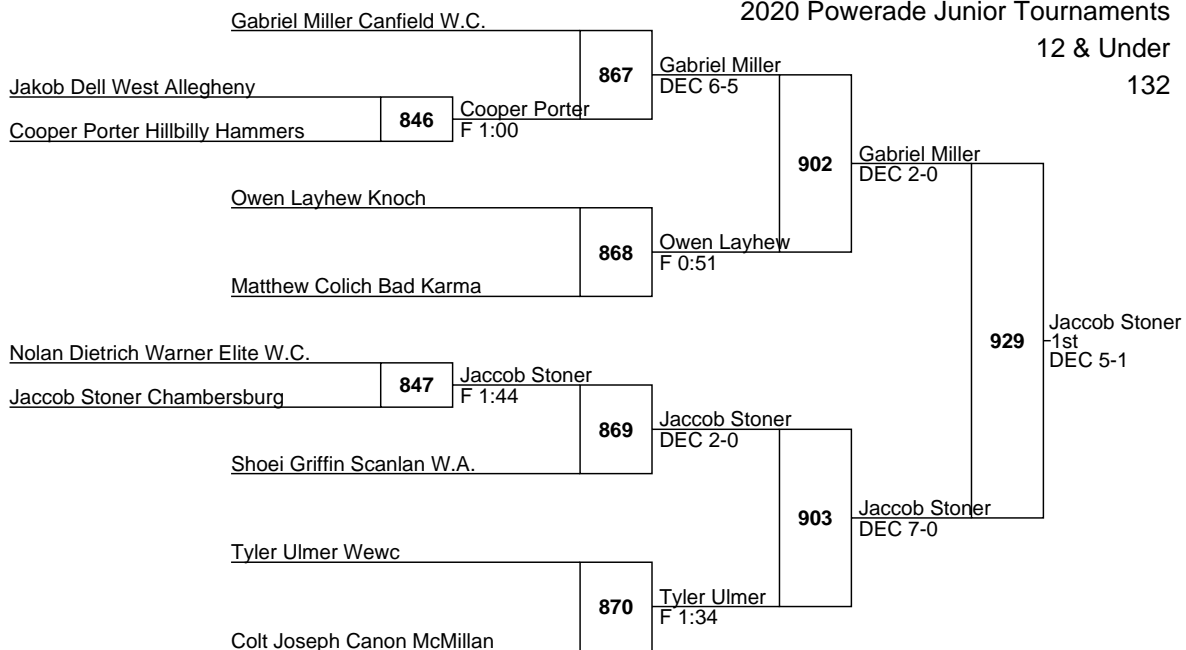 2020 Powerade Junior Tournaments
12 & Under
132
Gabriel Miller Canfield W.C.
867
Gabriel Miller
DEC 6-5
Jakob Dell West Allegheny
846
Cooper Porter
F 1:00
Cooper Porter Hillbilly Hammers
902
Gabriel Miller
DEC 2-0
Owen Layhew Knoch
868
Owen Layhew
F 0:51
Matthew Colich Bad Karma
929
Jaccob Stoner
1st
DEC 5-1
Nolan Dietrich Warner Elite W.C.
847
Jaccob Stoner
F 1:44
Jaccob Stoner Chambersburg
869
Jaccob Stoner
DEC 2-0
Shoei Griffin Scanlan W.A.
903
Jaccob Stoner
DEC 7-0
Tyler Ulmer Wewc
870
Tyler Ulmer
F 1:34
Colt Joseph Canon McMillan